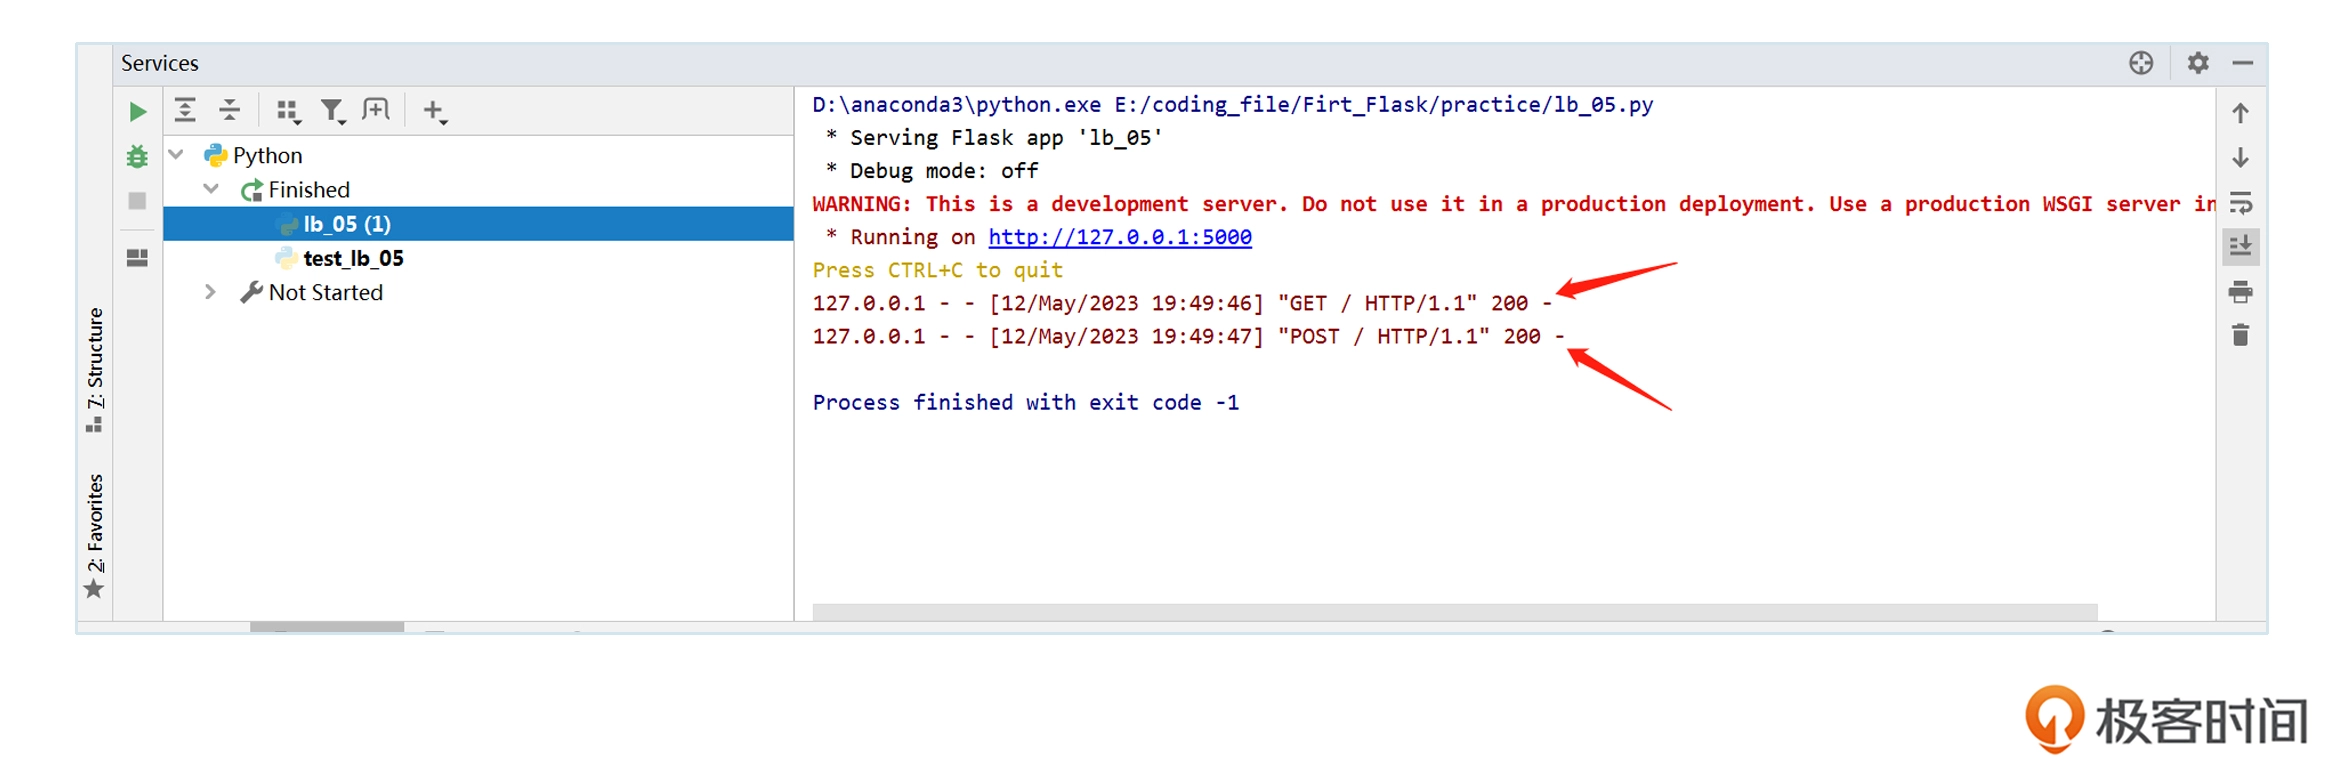 Services
Python
Finished
lb_05 (1)
test_lb_05
Not Started
7: Structure
2: Favorites
D:\anaconda3\python.exe E:/coding_file/Firt_Flask/practice/lb_05.py
* Serving Flask app 'lb_05'
* Debug mode: off
WARNING: This is a development server. Do not use it in a production deployment. Use a production WSGI server in
* Running on http://127.0.0.1:5000
Press CTRL+C to quit
127.0.0.1 - - [12/May/2023 19:49:46] "GET / HTTP/1.1" 200 -
127.0.0.1 - - [12/May/2023 19:49:47] "POST / HTTP/1.1" 200 -
Process finished with exit code -1
极客时间